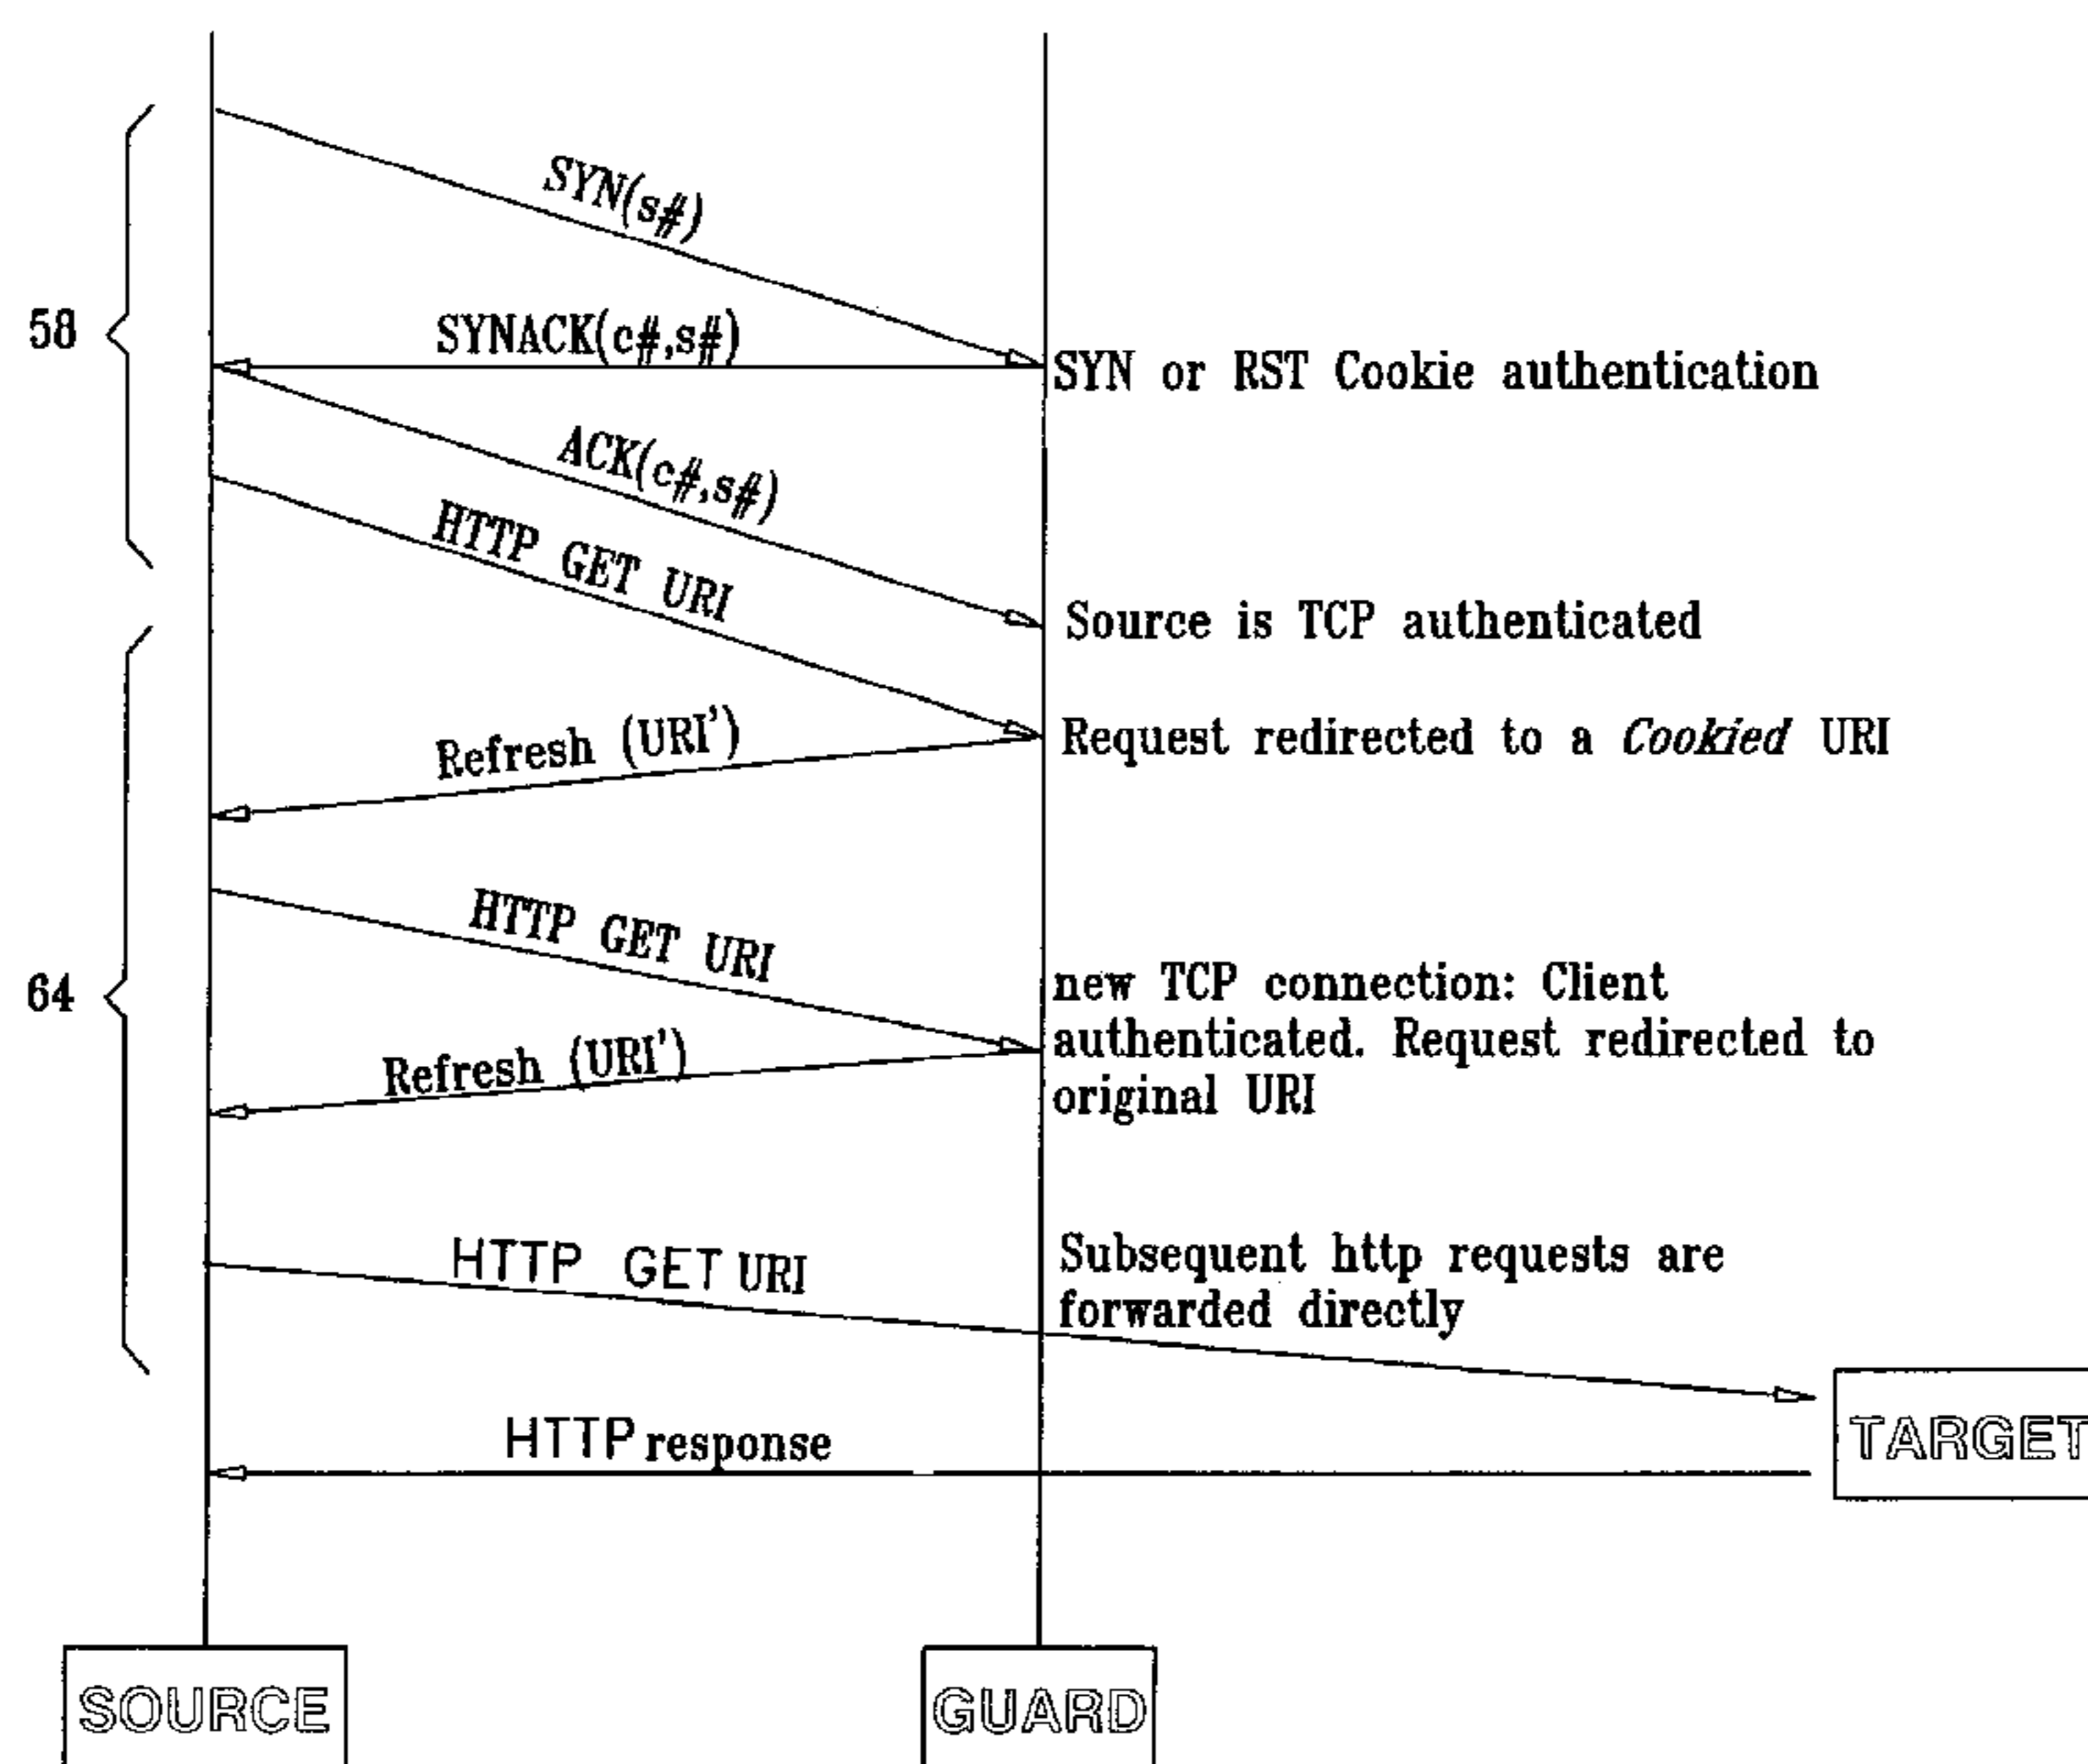 SYN(s#)
58
SYNACK(c#,s#)
SYN or RST Cookie authentication
ACK(c#,s#)
HTTP GET URI
Source is TCP authenticated
Refresh (URI')
Request redirected to a Cookied URI
HTTP GET URI
64
new TCP connection: Client
authenticated. Request redirected to
original URI
Refresh (URI')
HTTP GET URI
Subsequent http requests are
forwarded directly
TARGET
HTTP response
SOURCE
GUARD